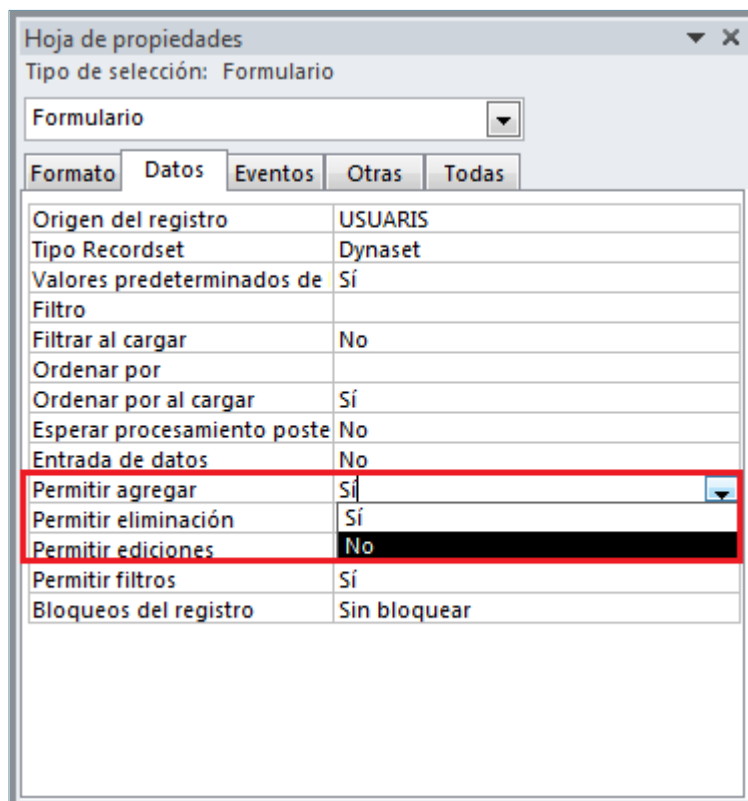 Hoja de propiedades
Tipo de selección: Formulario
Formulario
Formato Datos Eventos Otras Todas
Origen del registro USUARIS
Tipo Recordset Dynaset
Valores predeterminados de Sí
Filtro
Filtrar al cargar No
Ordenar por
Ordenar por al cargar Sí
Esperar procesamiento poste No
Entrada de datos No
Permitir agregar Sí
Permitir eliminación Sí
Permitir ediciones No
Permitir filtros Sí
Bloqueos del registro Sin bloquear